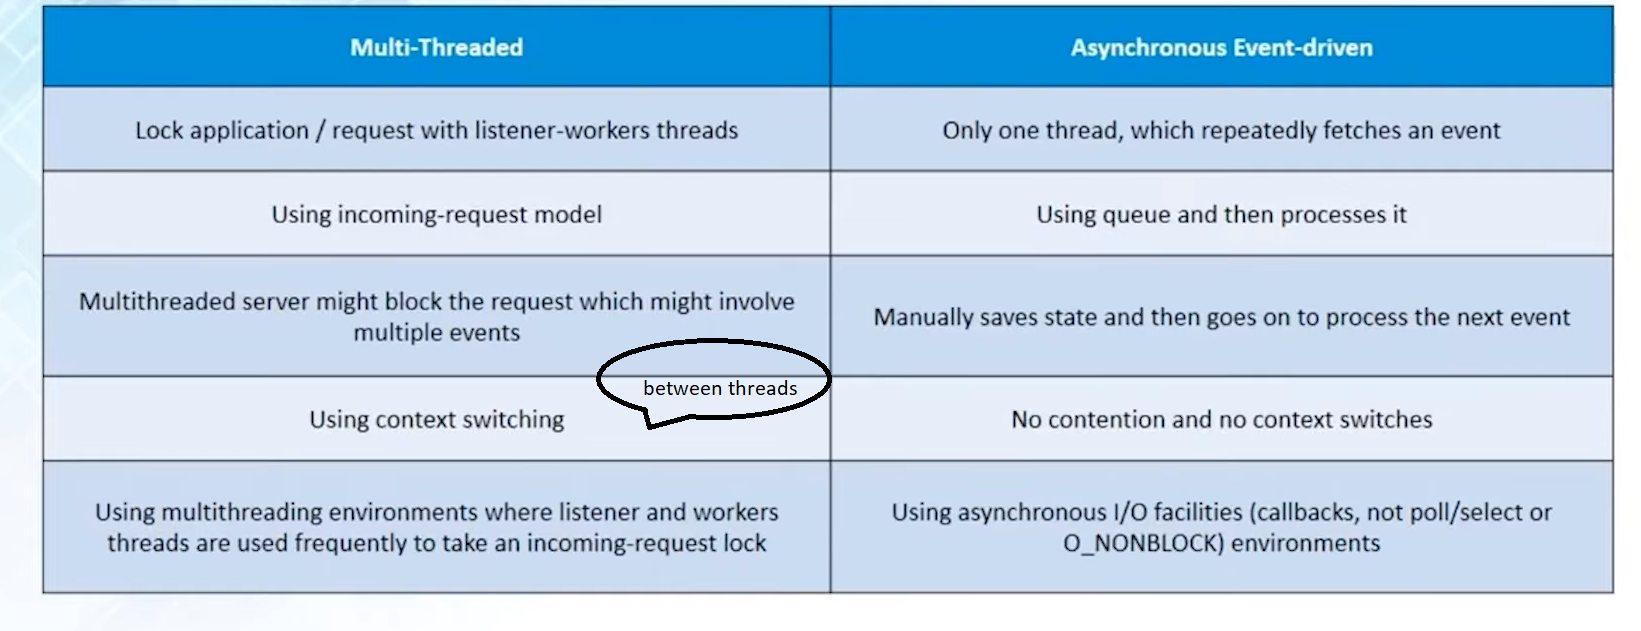 Multi-Threaded
Asynchronous Event-driven
Lock application / request with listener-workers threads
Only one thread, which repeatedly fetches an event
Using incoming-request model
Using queue and then processes it
Multithreaded server might block the request which might involve
multiple events
Manually saves state and then goes on to process the next event
between threads
Using context switching
No contention and no context switches
Using multithreading environments where listener and workers
threads are used frequently to take an incoming-request lock
Using asynchronous I/O facilities (callbacks, not poll/select or
O_NONBLOCK) environments